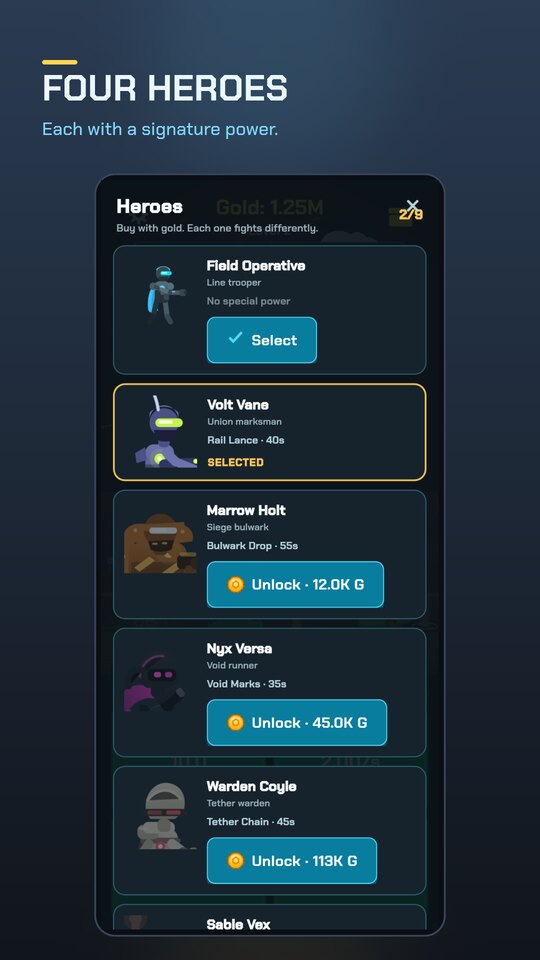 FOUR HEROES
Each with a signature power.
Heroes
Gold: 1.25M
2/9
Buy with gold. Each one fights differently.
Field Operative
Line trooper
No special power
Select
Volt Vane
Union marksman
Rail Lance · 40s
SELECTED
Marrow Holt
Siege bulwark
Bulwark Drop · 55s
Unlock · 12.0K G
Nyx Versa
Void runner
Void Marks · 35s
Unlock · 45.0K G
Warden Coyle
Tether warden
Tether Chain · 45s
Unlock · 113K G
Sable Vex